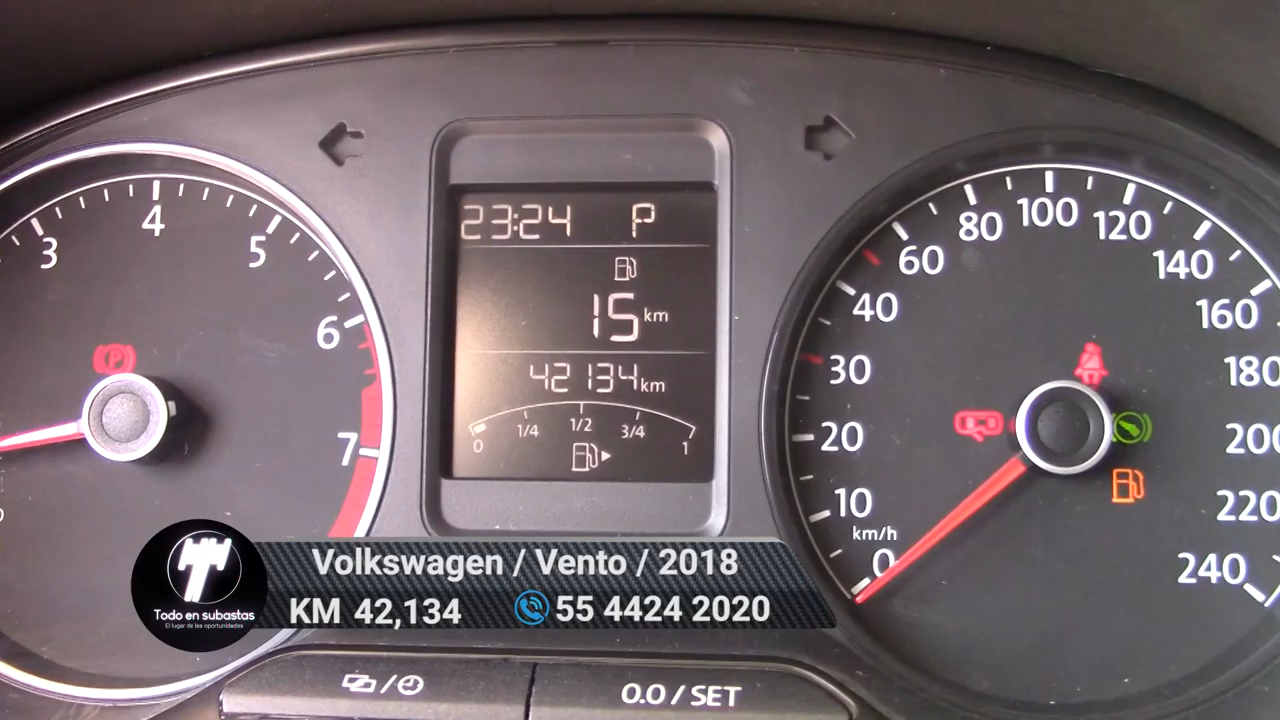 3
4
5
6
7
23:24 P
15 km
42134 km
0 1/4 1/2 3/4 1
P
0
10
20
30
40
60
80
100
120
140
160
180
200
220
240
km/h
Volkswagen / Vento / 2018
KM 42,134 55 4424 2020
Todo en subastas
El lugar de las oportunidades
0.0 / SET